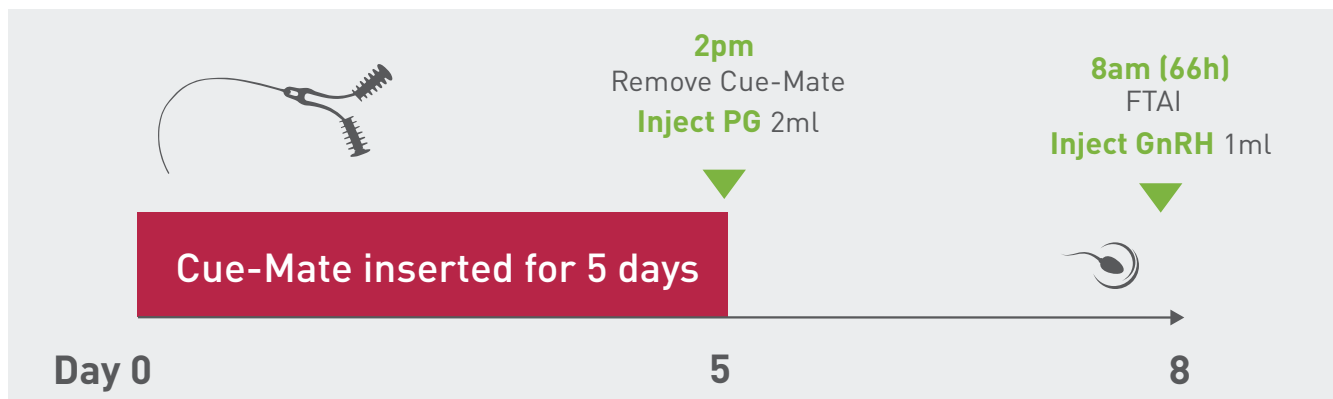 2pm
Remove Cue-Mate
Inject PG 2ml
8am (66h)
FTAI
Inject GnRH 1ml
Cue-Mate inserted for 5 days
Day 0
5
8